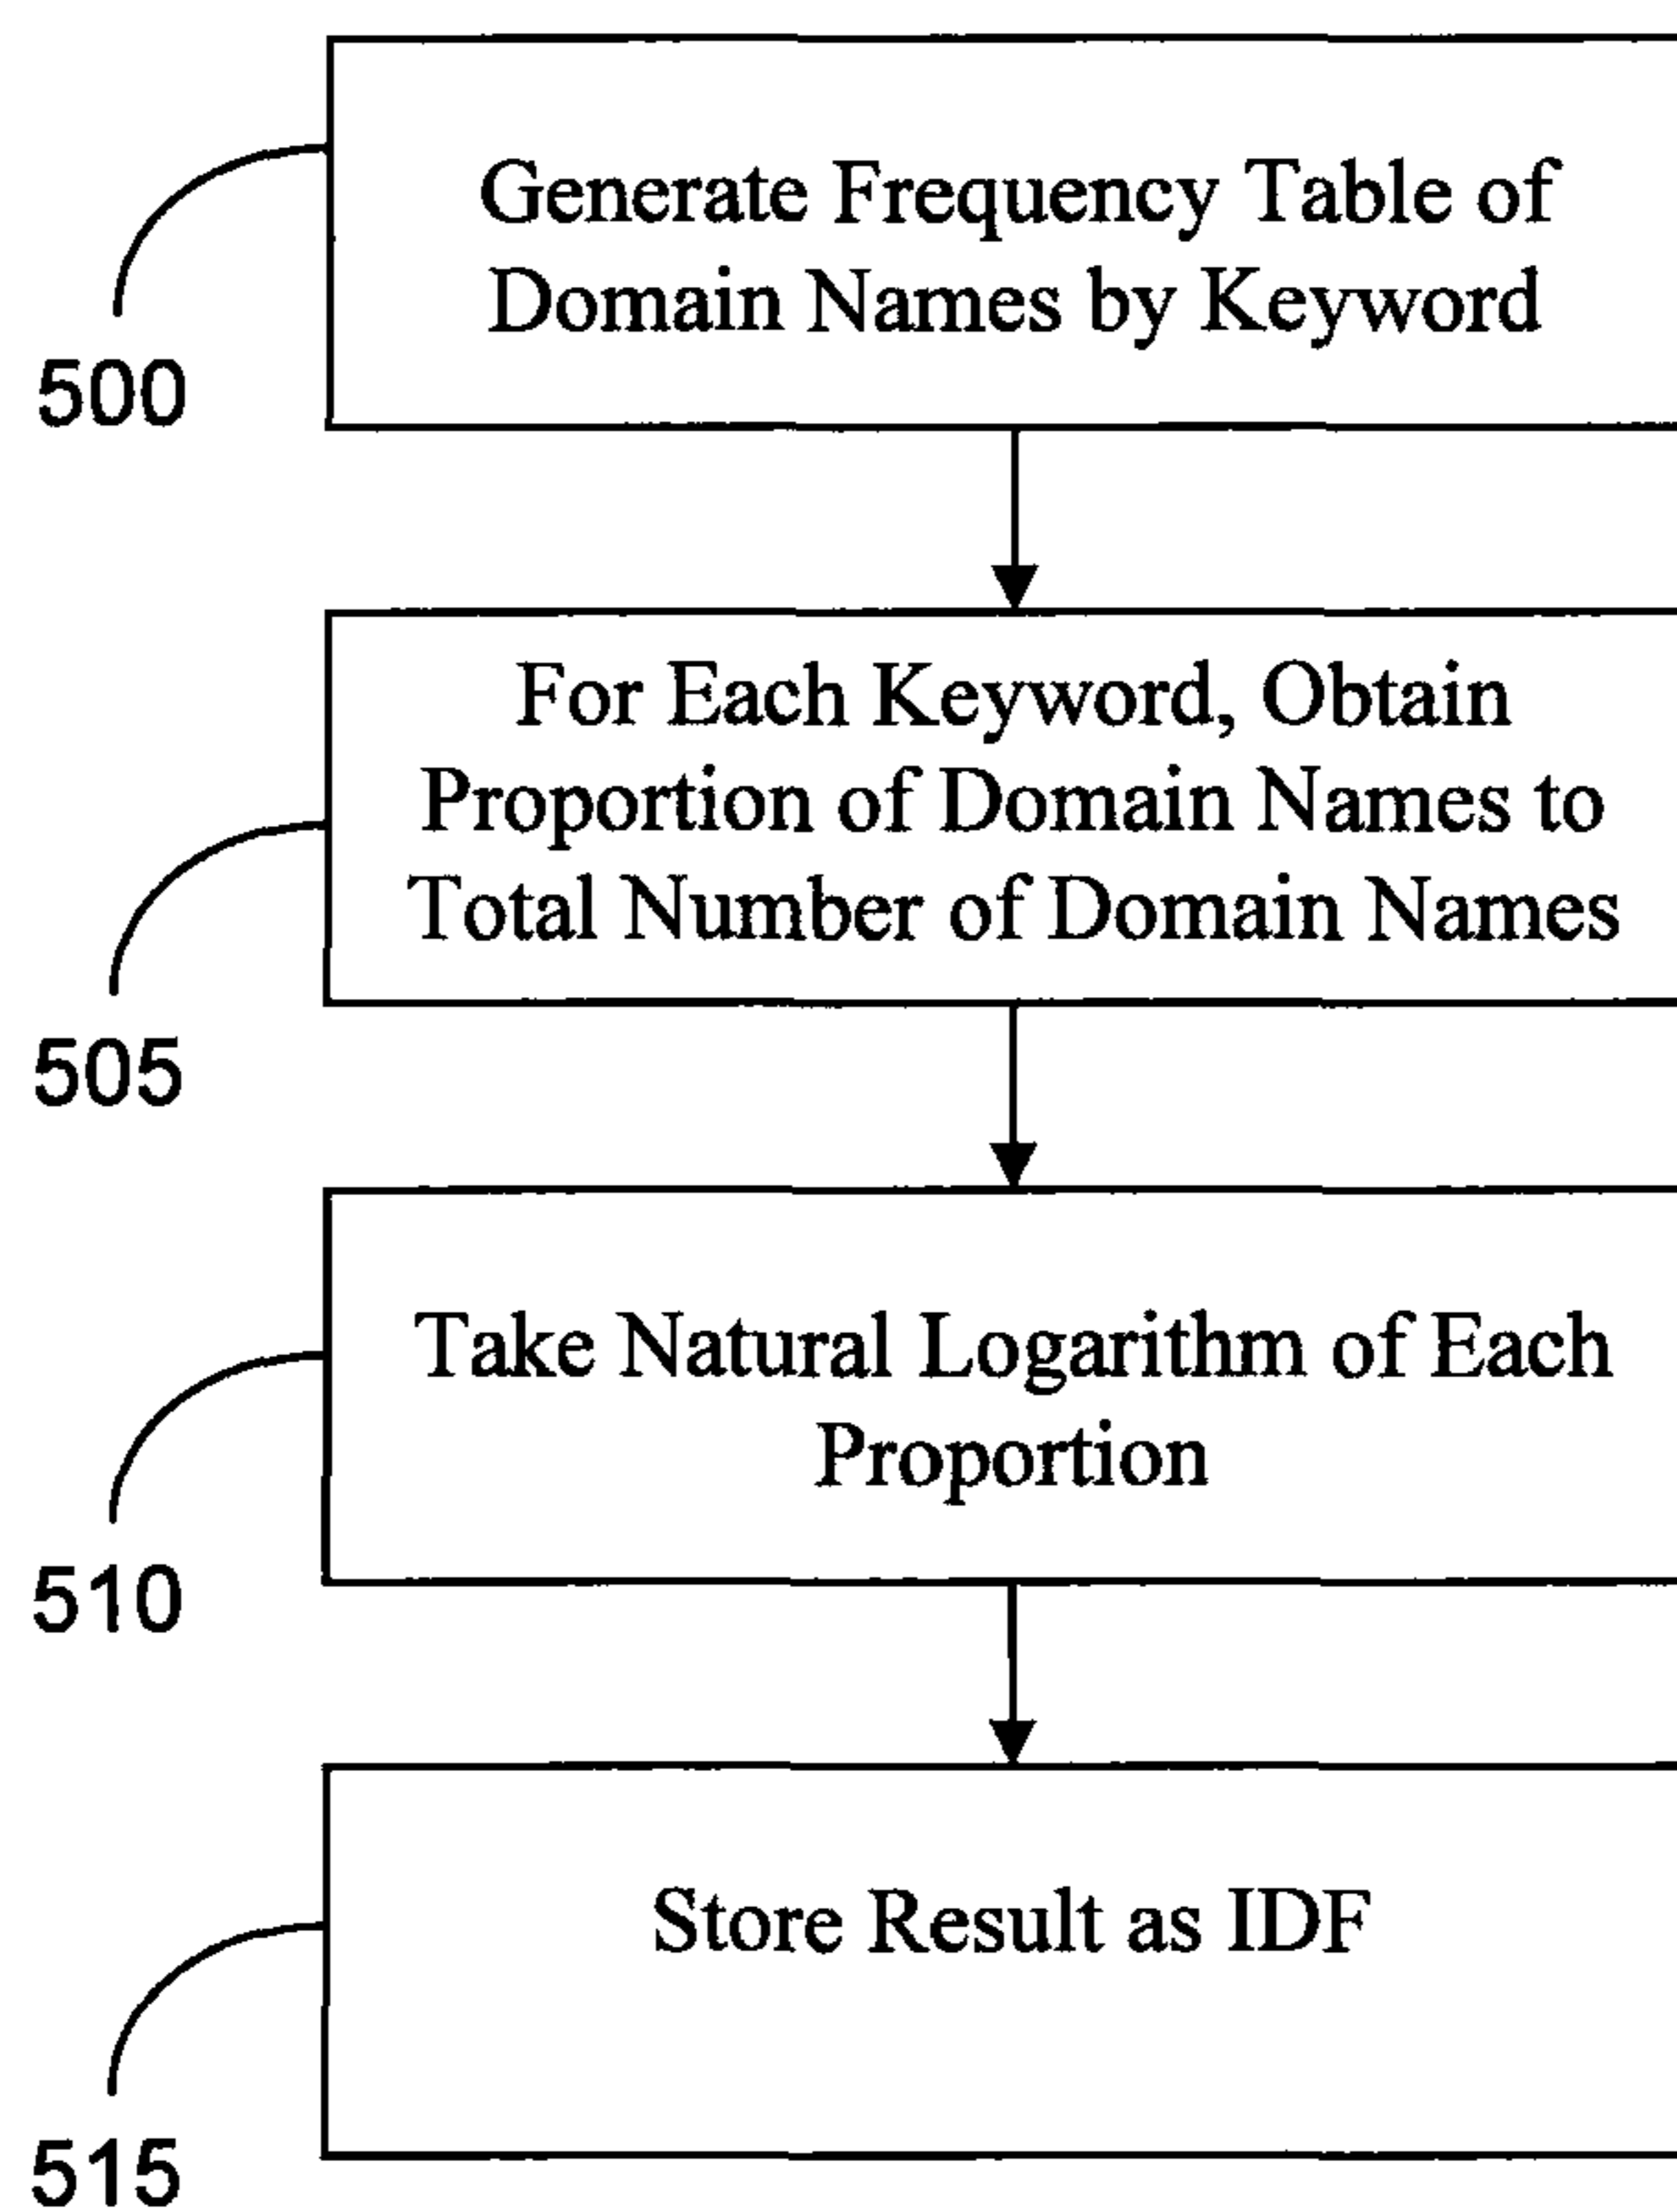 Generate Frequency Table of
Domain Names by Keyword
500
For Each Keyword, Obtain
Proportion of Domain Names to
Total Number of Domain Names
505
Take Natural Logarithm of Each
Proportion
510
Store Result as IDF
515